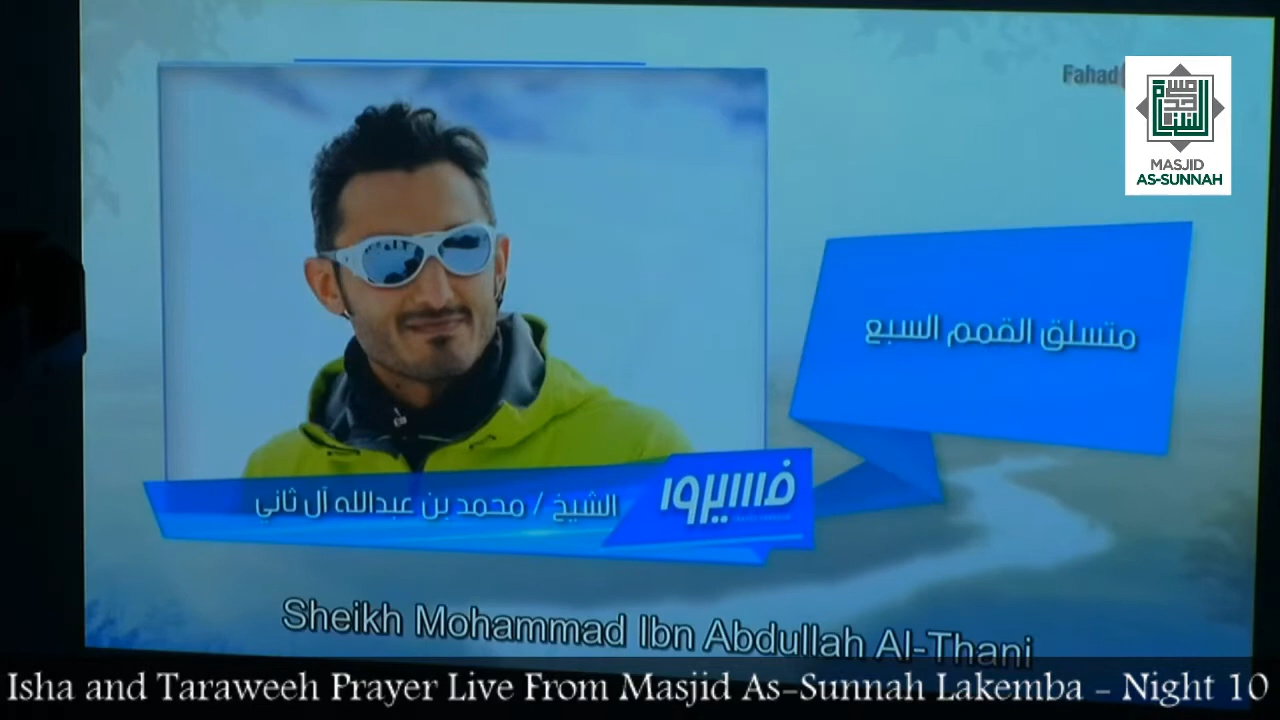 Fahad
MASJID
AS-SUNNAH
متسلق القمم السبع
فسيروا
الشيخ / محمد بن عبدالله آل ثاني
Sheikh Mohammad Ibn Abdullah Al-Thani
Isha and Taraweeh Prayer Live From Masjid As-Sunnah Lakemba - Night 10